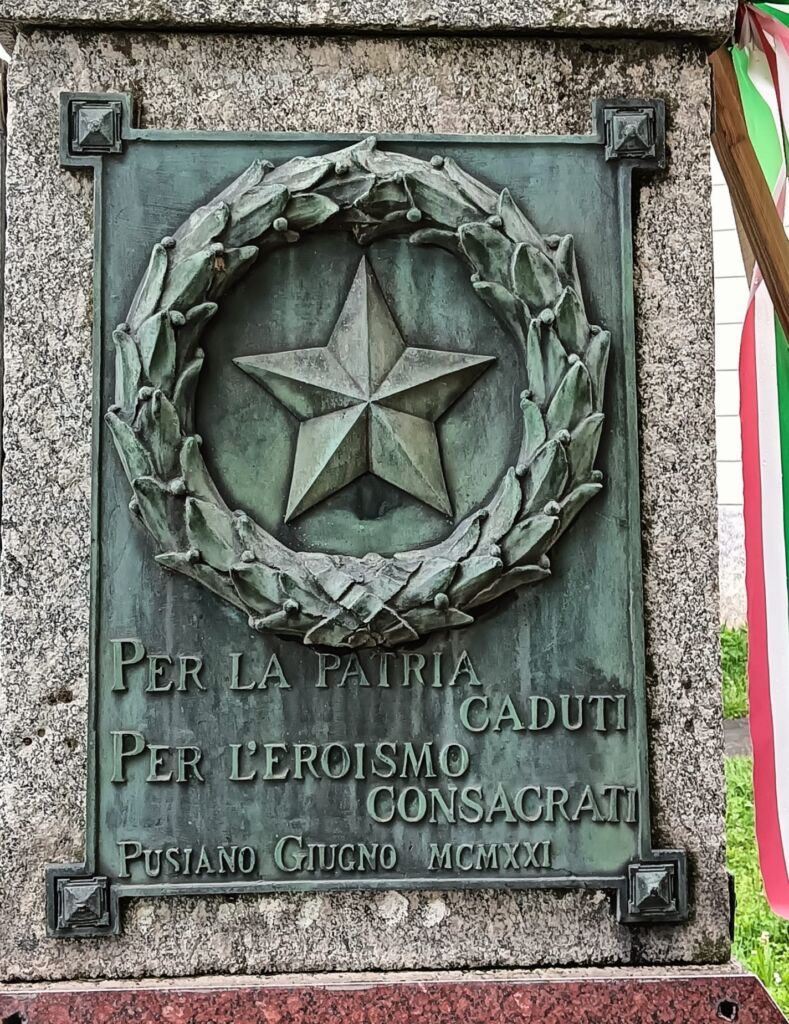 PER LA PATRIA
CADUTI
PER L'EROISMO
CONSACRATI
PUSIANO GIUGNO MCMXXI